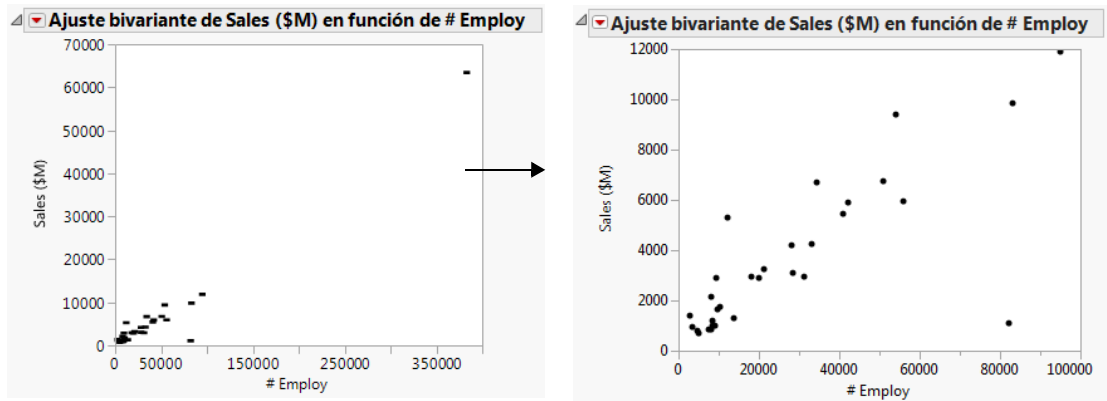 Ajuste bivariante de Sales ($M) en función de # Employ
70000
60000
50000
40000
30000
20000
10000
0
Sales ($M)
0 50000 150000 250000 350000
# Employ
Ajuste bivariante de Sales ($M) en función de # Employ
12000
10000
8000
6000
4000
2000
0
Sales ($M)
0 20000 40000 60000 80000 100000
# Employ